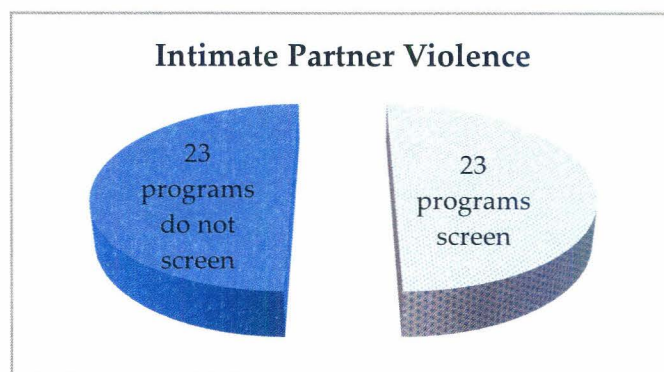 Intimate Partner Violence
23
programs
do not
screen
23
programs
screen